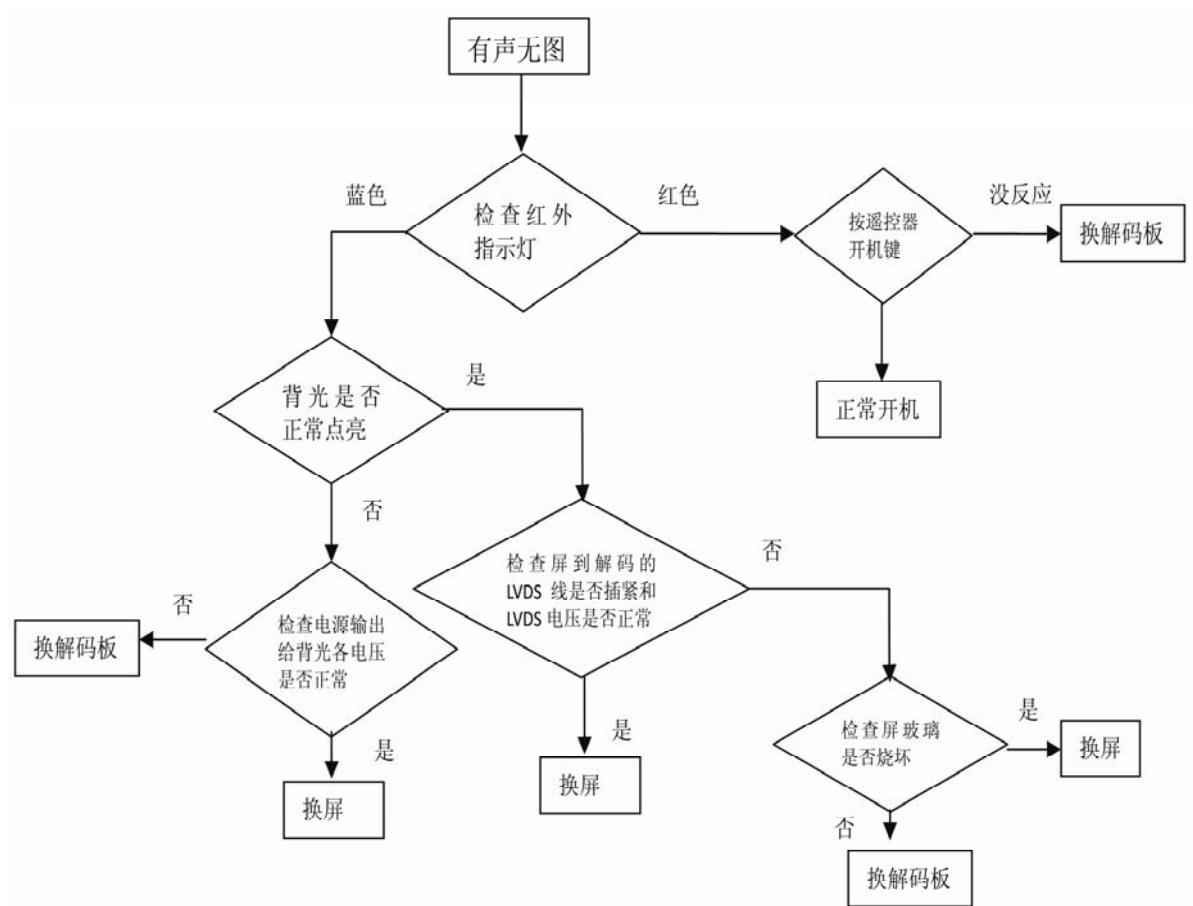 有声无图
蓝色
检查红外
指示灯
红色
按遥控器
开机键
没反应
换解码板
正常开机
背光是否
正常点亮
是
否
检查屏到解码的
LVDS 线是否插紧和
LVDS 电压是否正常
否
否
检查电源输出
给背光各电压
是否正常
换解码板
是
换屏
是
换屏
检查屏玻璃
是否烧坏
是
换屏
否
换解码板